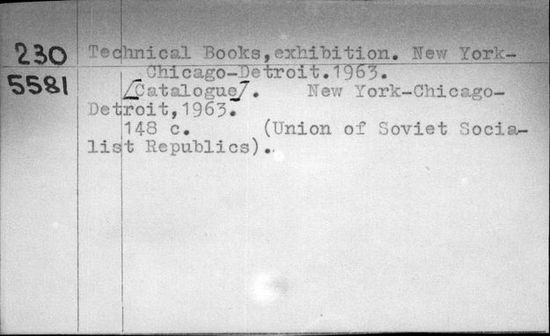 230 Technical Books,exhibition. New York-
5581 Chicago-Detroit.1963.
[Catalogue]. New York-Chicago-
Detroit,1963.
148 c. (Union of Soviet Socia-
list Republics).